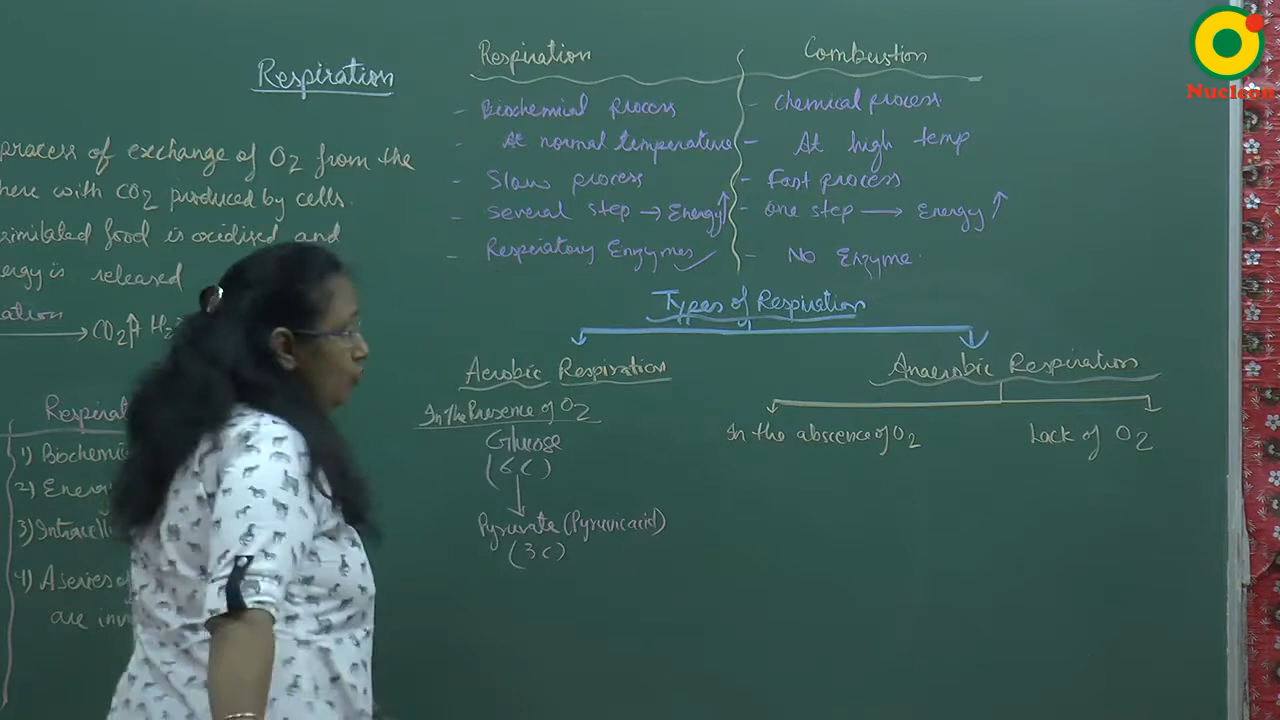 Respiration
process of exchange of O2 from the
here with CO2 produced by cells.
similated food is oxidised and
ergy is released
ation
→ CO2↑ H2
Respirat
1) Biochemic
2) Energ
3) Intracell
4) A series of
are inv
Respiration Combustion
- Biochemical process - Chemical process
- At normal temperature - At high temp
- Slow process - Fast process
- Several step → Energy↑ - One step → Energy↑
- Respiratory Enzymes ✓ - No Enzyme
Types of Respiration
Aerobic Respiration Anaerobic Respiration
In The Presence of O2 In the abscence of O2 Lack of O2
Glucose
(6C)
Pyruvate (Pyruvic acid)
(3C)
Nucleon